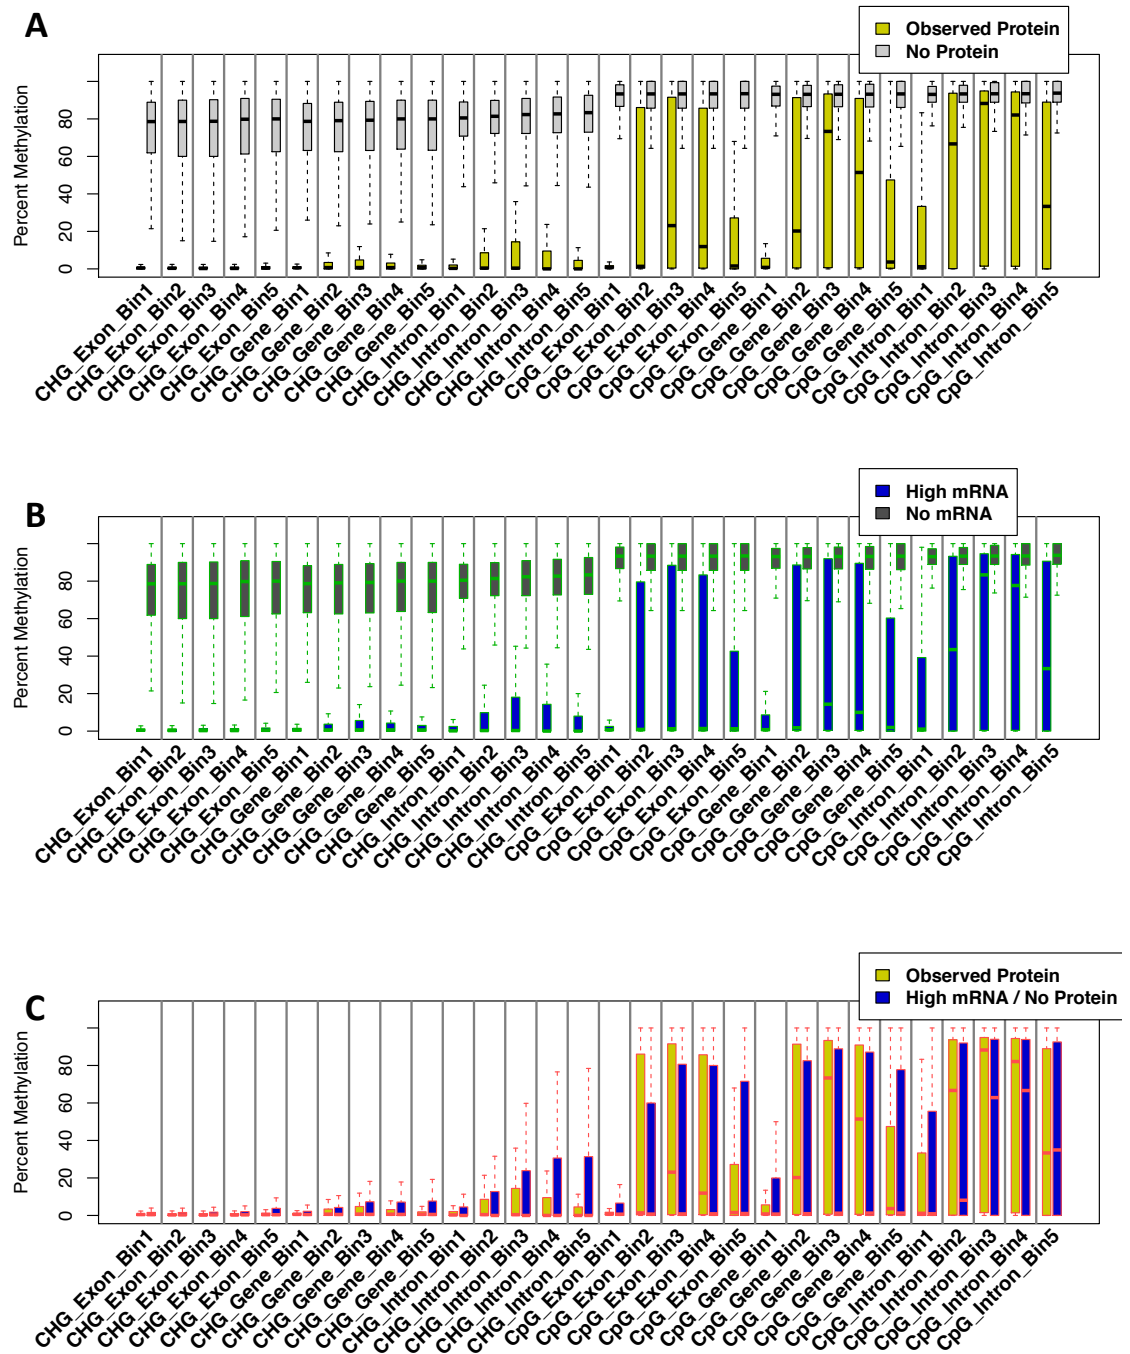 A
Observed Protein
No Protein
Percent Methylation
0
20
40
60
80
CHG_Exon_Bin1
CHG_Exon_Bin2
CHG_Exon_Bin3
CHG_Exon_Bin4
CHG_Exon_Bin5
CHG_Gene_Bin1
CHG_Gene_Bin2
CHG_Gene_Bin3
CHG_Gene_Bin4
CHG_Gene_Bin5
CHG_Intron_Bin1
CHG_Intron_Bin2
CHG_Intron_Bin3
CHG_Intron_Bin4
CHG_Intron_Bin5
CpG_Exon_Bin1
CpG_Exon_Bin2
CpG_Exon_Bin3
CpG_Exon_Bin4
CpG_Exon_Bin5
CpG_Gene_Bin1
CpG_Gene_Bin2
CpG_Gene_Bin3
CpG_Gene_Bin4
CpG_Gene_Bin5
CpG_Intron_Bin1
CpG_Intron_Bin2
CpG_Intron_Bin3
CpG_Intron_Bin4
CpG_Intron_Bin5
B
High mRNA
No mRNA
Percent Methylation
0
20
40
60
80
CHG_Exon_Bin1
CHG_Exon_Bin2
CHG_Exon_Bin3
CHG_Exon_Bin4
CHG_Exon_Bin5
CHG_Gene_Bin1
CHG_Gene_Bin2
CHG_Gene_Bin3
CHG_Gene_Bin4
CHG_Gene_Bin5
CHG_Intron_Bin1
CHG_Intron_Bin2
CHG_Intron_Bin3
CHG_Intron_Bin4
CHG_Intron_Bin5
CpG_Exon_Bin1
CpG_Exon_Bin2
CpG_Exon_Bin3
CpG_Exon_Bin4
CpG_Exon_Bin5
CpG_Gene_Bin1
CpG_Gene_Bin2
CpG_Gene_Bin3
CpG_Gene_Bin4
CpG_Gene_Bin5
CpG_Intron_Bin1
CpG_Intron_Bin2
CpG_Intron_Bin3
CpG_Intron_Bin4
CpG_Intron_Bin5
C
Observed Protein
High mRNA / No Protein
Percent Methylation
0
20
40
60
80
CHG_Exon_Bin1
CHG_Exon_Bin2
CHG_Exon_Bin3
CHG_Exon_Bin4
CHG_Exon_Bin5
CHG_Gene_Bin1
CHG_Gene_Bin2
CHG_Gene_Bin3
CHG_Gene_Bin4
CHG_Gene_Bin5
CHG_Intron_Bin1
CHG_Intron_Bin2
CHG_Intron_Bin3
CHG_Intron_Bin4
CHG_Intron_Bin5
CpG_Exon_Bin1
CpG_Exon_Bin2
CpG_Exon_Bin3
CpG_Exon_Bin4
CpG_Exon_Bin5
CpG_Gene_Bin1
CpG_Gene_Bin2
CpG_Gene_Bin3
CpG_Gene_Bin4
CpG_Gene_Bin5
CpG_Intron_Bin1
CpG_Intron_Bin2
CpG_Intron_Bin3
CpG_Intron_Bin4
CpG_Intron_Bin5